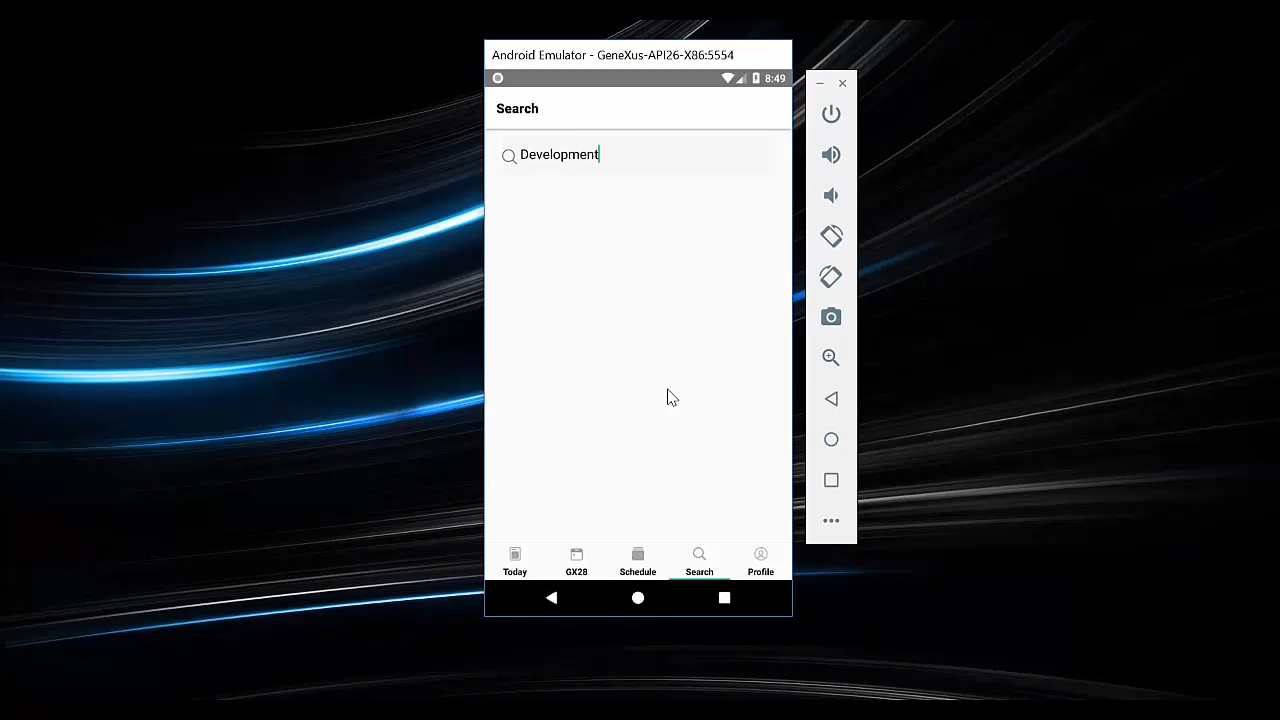 Android Emulator - GeneXus-API26-X86:5554
8:49
Search
Development
Today
GX28
Schedule
Search
Profile